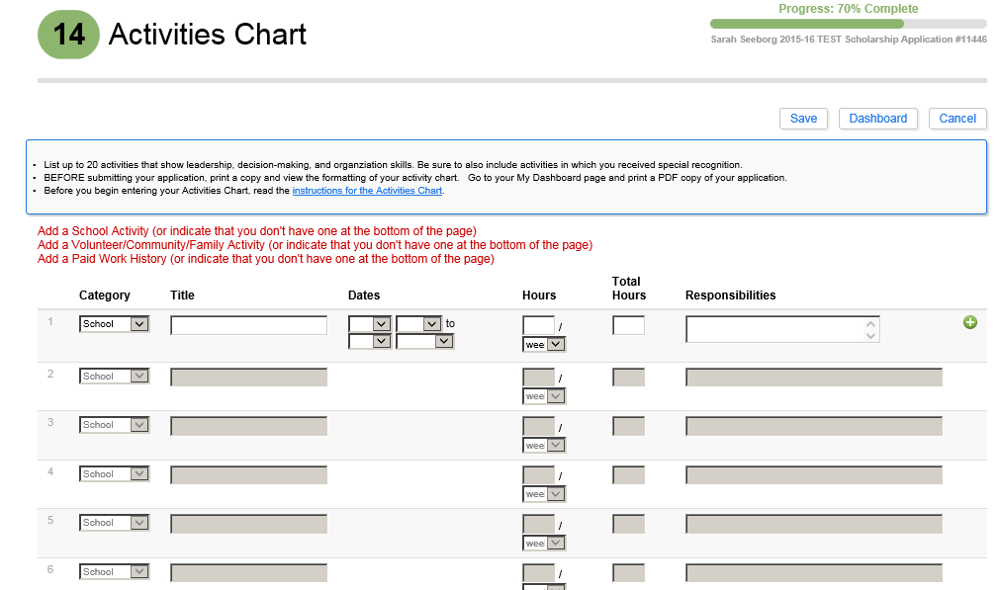 Progress: 70% Complete
14 Activities Chart
Sarah Seeborg 2015-16 TEST Scholarship Application #11446
Save Dashboard Cancel
• List up to 20 activities that show leadership, decision-making, and organziation skills. Be sure to also include activities in which you received special recognition.
• BEFORE submitting your application, print a copy and view the formatting of your activity chart. Go to your My Dashboard page and print a PDF copy of your application.
• Before you begin entering your Activities Chart, read the instructions for the Activities Chart.
Add a School Activity (or indicate that you don't have one at the bottom of the page)
Add a Volunteer/Community/Family Activity (or indicate that you don't have one at the bottom of the page)
Add a Paid Work History (or indicate that you don't have one at the bottom of the page)
Category Title Dates Hours Total Hours Responsibilities
1 School to /
wee
2 School /
wee
3 School /
wee
4 School /
wee
5 School /
wee
6 School /